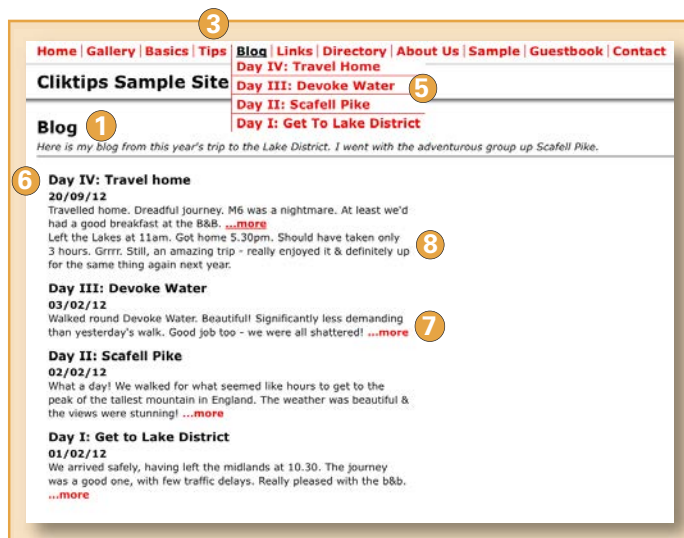 3
Home | Gallery | Basics | Tips | Blog | Links | Directory | About Us | Sample | Guestbook | Contact
Day IV: Travel Home
Day III: Devoke Water
5
Day II: Scafell Pike
Day I: Get To Lake District
Cliktips Sample Site
Blog
1
Here is my blog from this year's trip to the Lake District. I went with the adventurous group up Scafell Pike.
6
Day IV: Travel home
20/09/12
Travelled home. Dreadful journey. M6 was a nightmare. At least we'd
had a good breakfast at the B&B. ...more
Left the Lakes at 11am. Got home 5.30pm. Should have taken only
3 hours. Grrrr. Still, an amazing trip - really enjoyed it & definitely up
for the same thing again next year.
8
Day III: Devoke Water
03/02/12
Walked round Devoke Water. Beautiful! Significantly less demanding
than yesterday's walk. Good job too - we were all shattered! ...more
7
Day II: Scafell Pike
02/02/12
What a day! We walked for what seemed like hours to get to the
peak of the tallest mountain in England. The weather was beautiful &
the views were stunning! ...more
Day I: Get to Lake District
01/02/12
We arrived safely, having left the midlands at 10.30. The journey
was a good one, with few traffic delays. Really pleased with the b&b.
...more